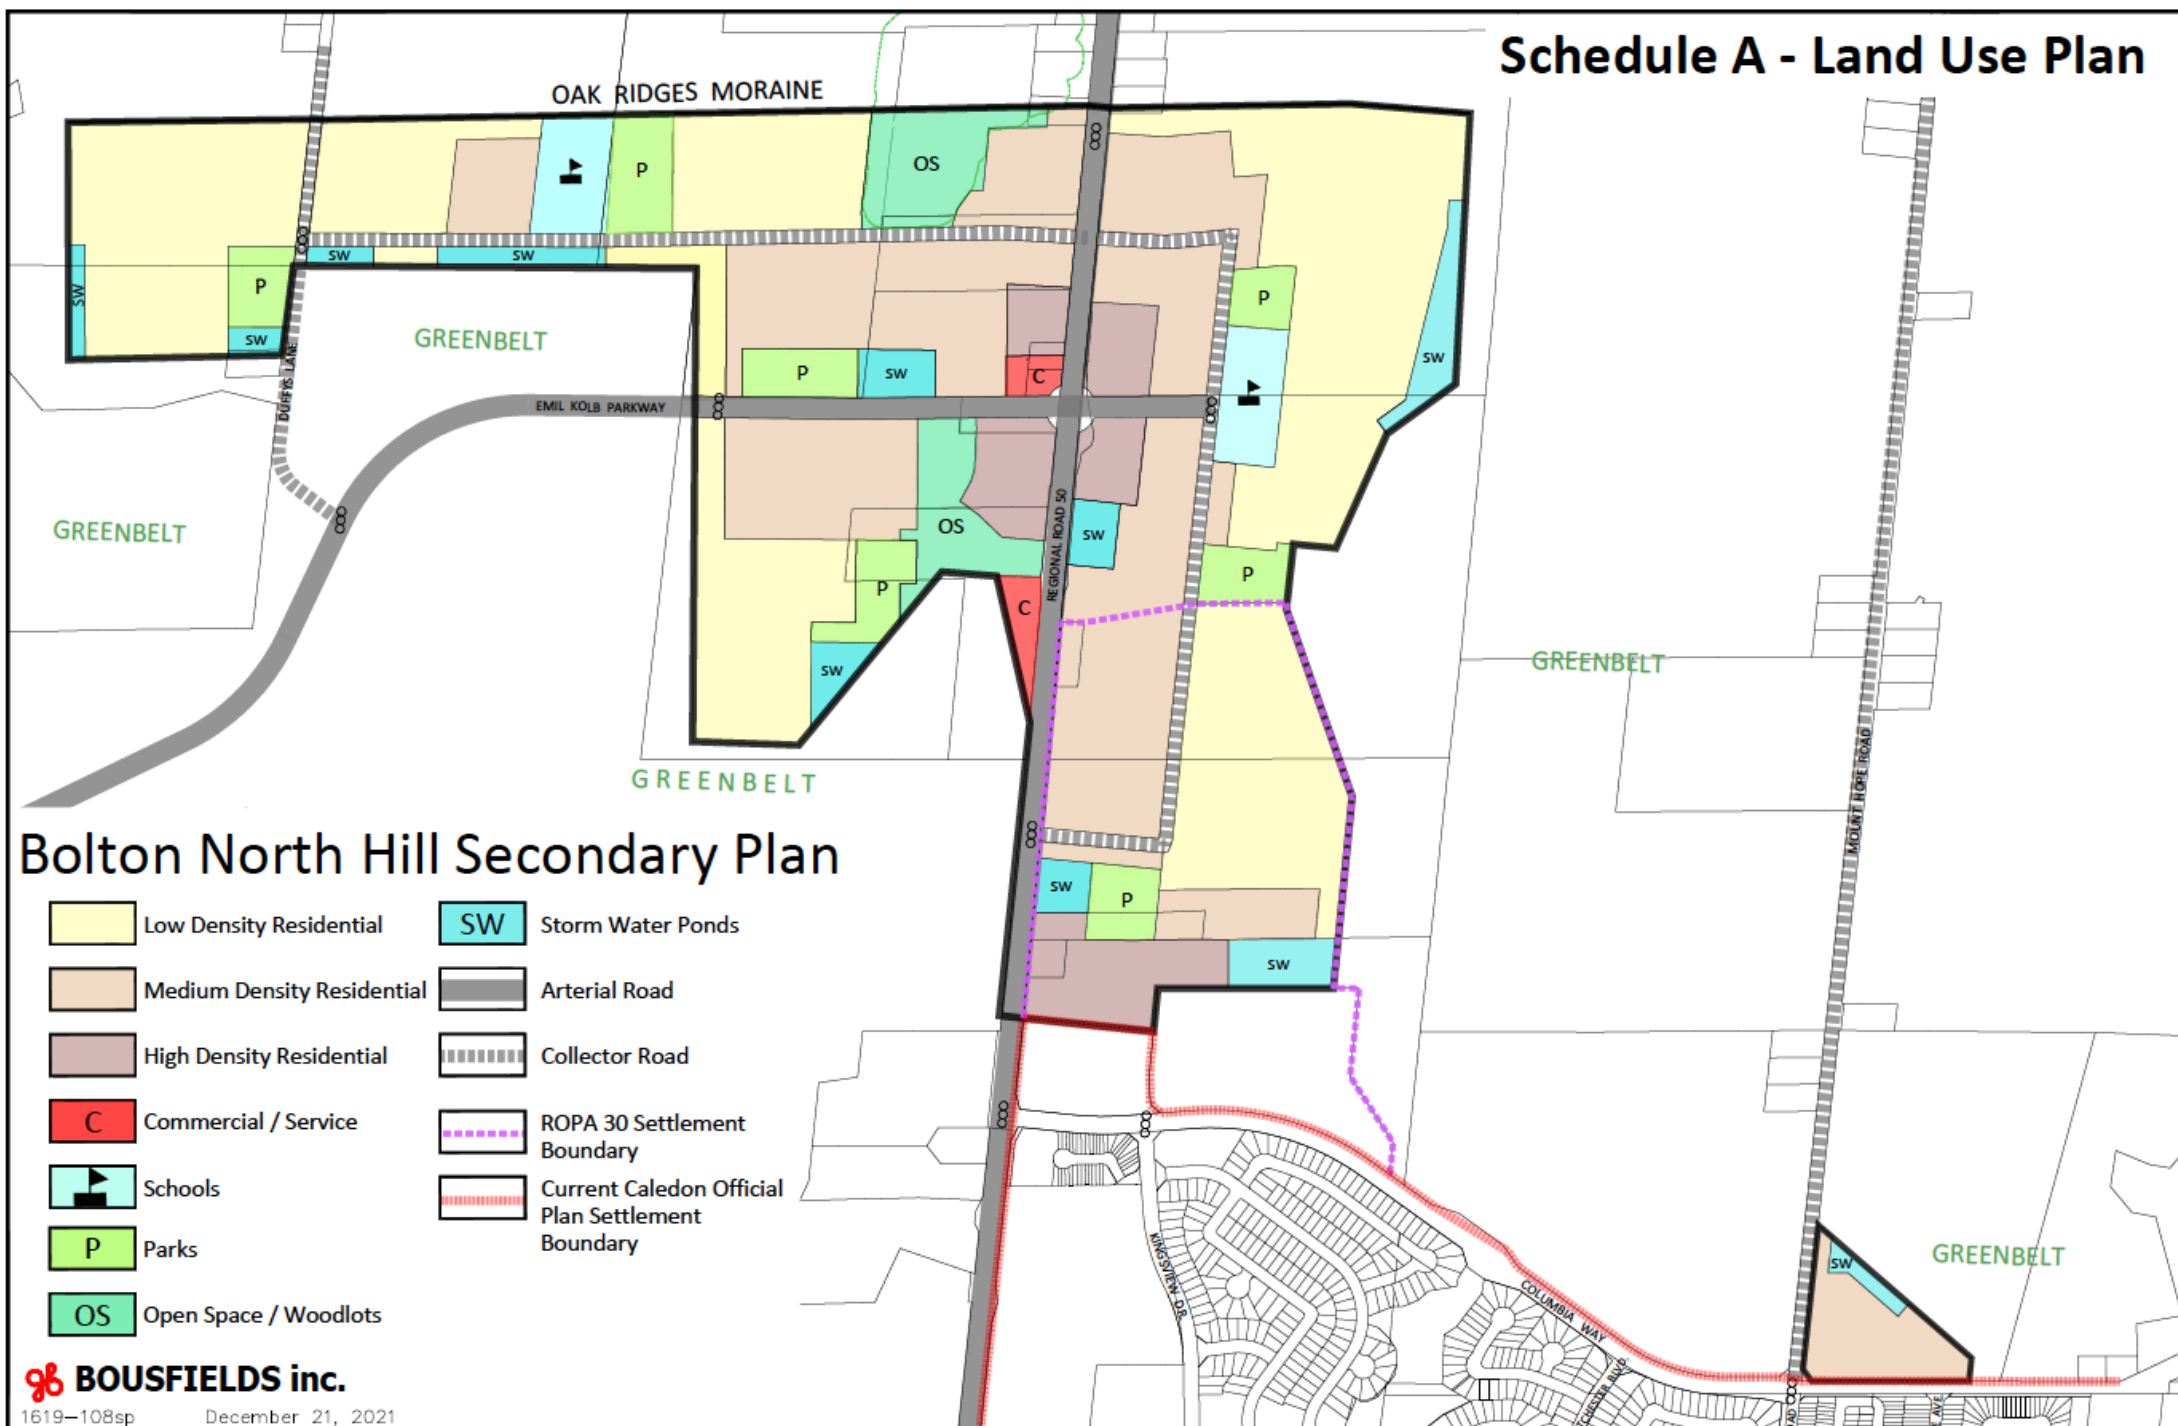 Schedule A - Land Use Plan
OAK RIDGES MORAINE
OS
P
SW
SW
SW
P
SW
P
GREENBELT
DUFFYS LANE
P
SW
C
SW
EMIL KOLB PARKWAY
GREENBELT
OS
REGIONAL ROAD 50
SW
P
P
C
SW
GREENBELT
GREENBELT
MOUNT HOPE ROAD
SW
P
SW
Bolton North Hill Secondary Plan
Low Density Residential
Medium Density Residential
High Density Residential
C Commercial / Service
Schools
P Parks
OS Open Space / Woodlots
SW Storm Water Ponds
Arterial Road
Collector Road
ROPA 30 Settlement
Boundary
Current Caledon Official
Plan Settlement
Boundary
KINGSVIEW DR.
COLUMBIA WAY
SW
GREENBELT
BOUSFIELDS inc.
1619-108sp December 21, 2021